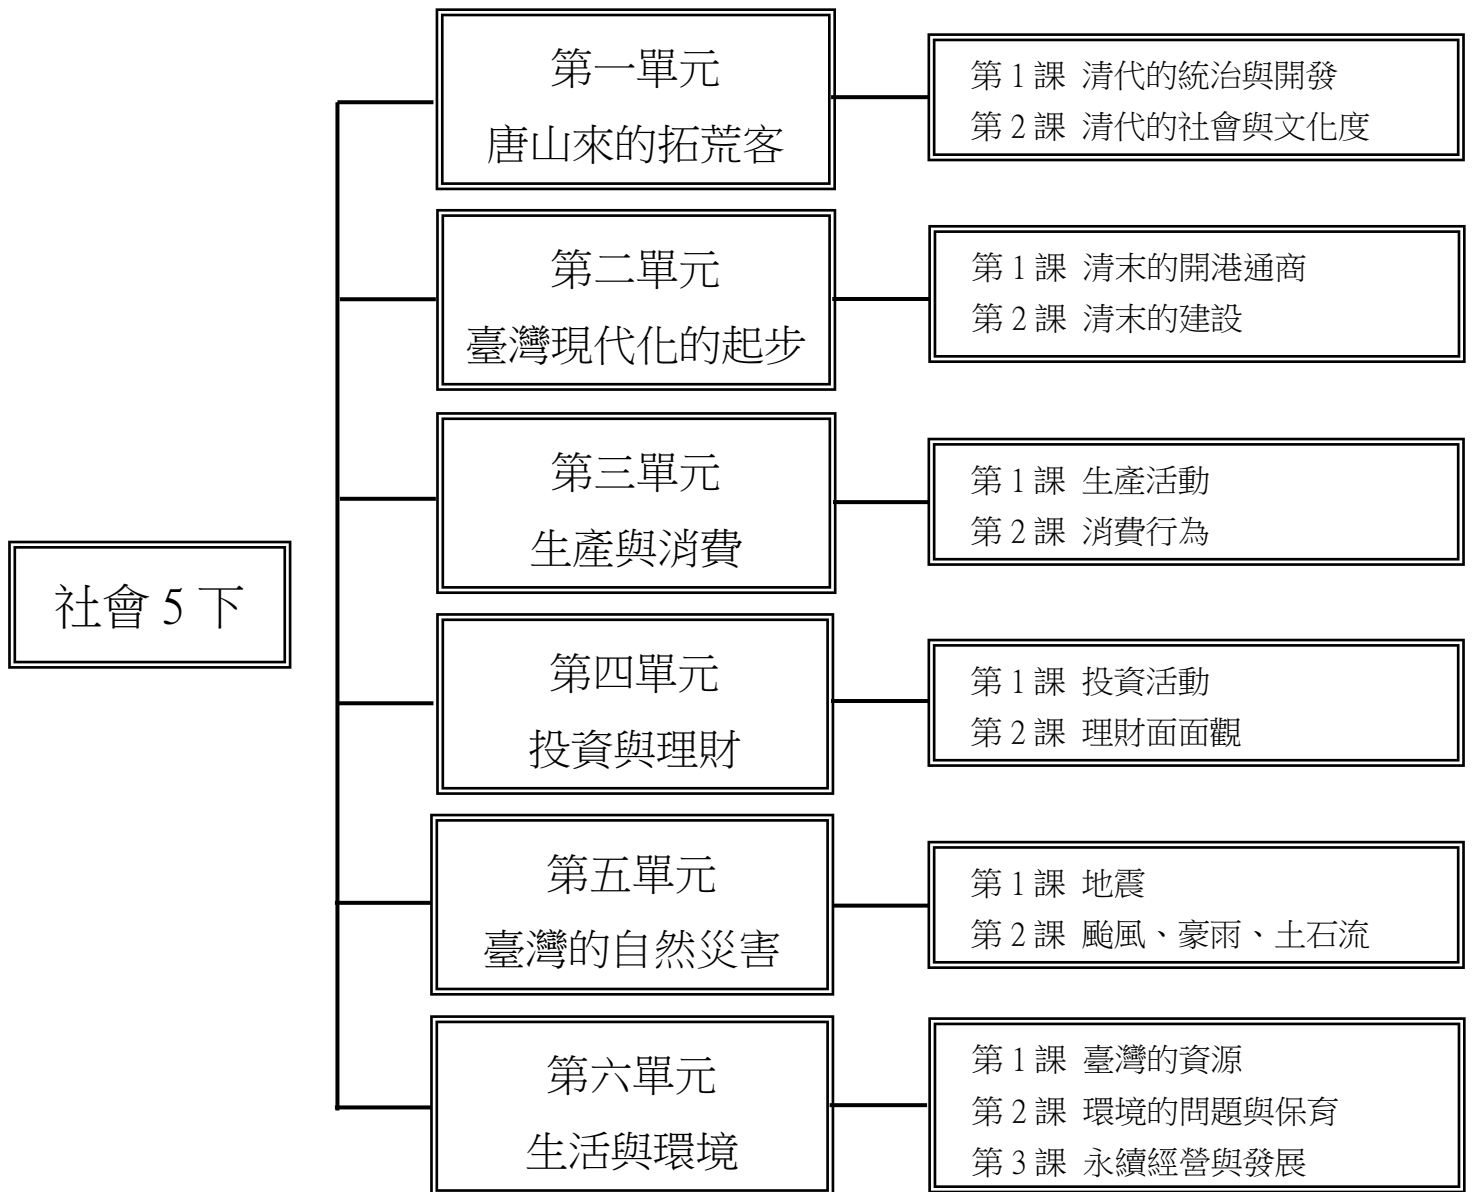 社會 5 下
第一單元
唐山來的拓荒客
第 1 課 清代的統治與開發
第 2 課 清代的社會與文化度
第二單元
臺灣現代化的起步
第 1 課 清末的開港通商
第 2 課 清末的建設
第三單元
生產與消費
第 1 課 生產活動
第 2 課 消費行為
第四單元
投資與理財
第 1 課 投資活動
第 2 課 理財面面觀
第五單元
臺灣的自然災害
第 1 課 地震
第 2 課 颱風、豪雨、土石流
第六單元
生活與環境
第 1 課 臺灣的資源
第 2 課 環境的問題與保育
第 3 課 永續經營與發展